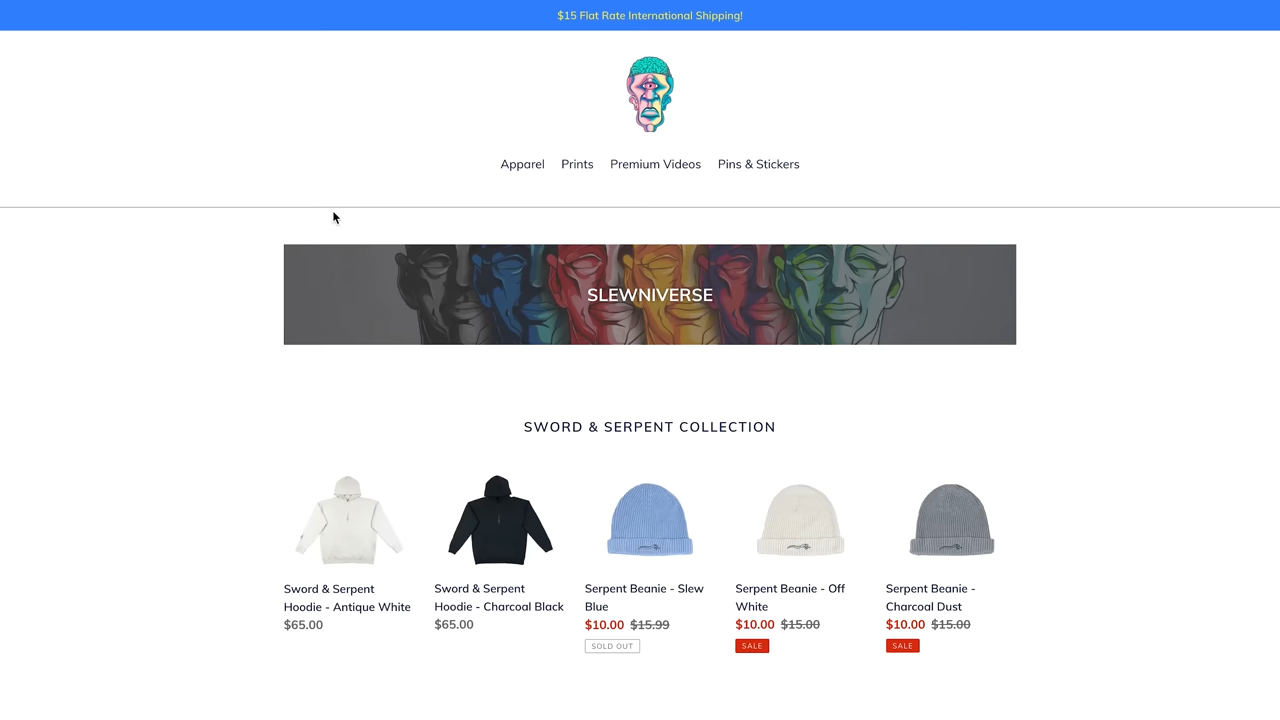 $15 Flat Rate International Shipping!
Apparel Prints Premium Videos Pins & Stickers
SLEWNIVERSE
SWORD & SERPENT COLLECTION
Sword & Serpent
Hoodie - Antique White
$65.00
Sword & Serpent
Hoodie - Charcoal Black
$65.00
Serpent Beanie - Slew
Blue
$10.00 $15.99
SOLD OUT
Serpent Beanie - Off
White
$10.00 $15.00
SALE
Serpent Beanie -
Charcoal Dust
$10.00 $15.00
SALE